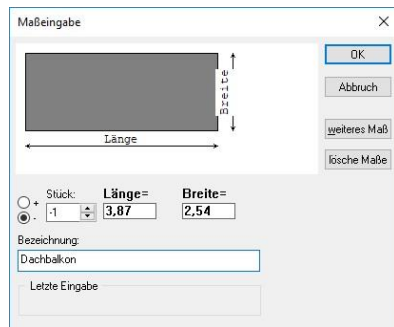 Maßeingabe
OK
Abbruch
weiteres Maß
lösche Maße
Breite
Länge
+
-
Stück: Länge= Breite=
-1 3,87 2,54
Bezeichnung:
Dachbalkon
Letzte Eingabe